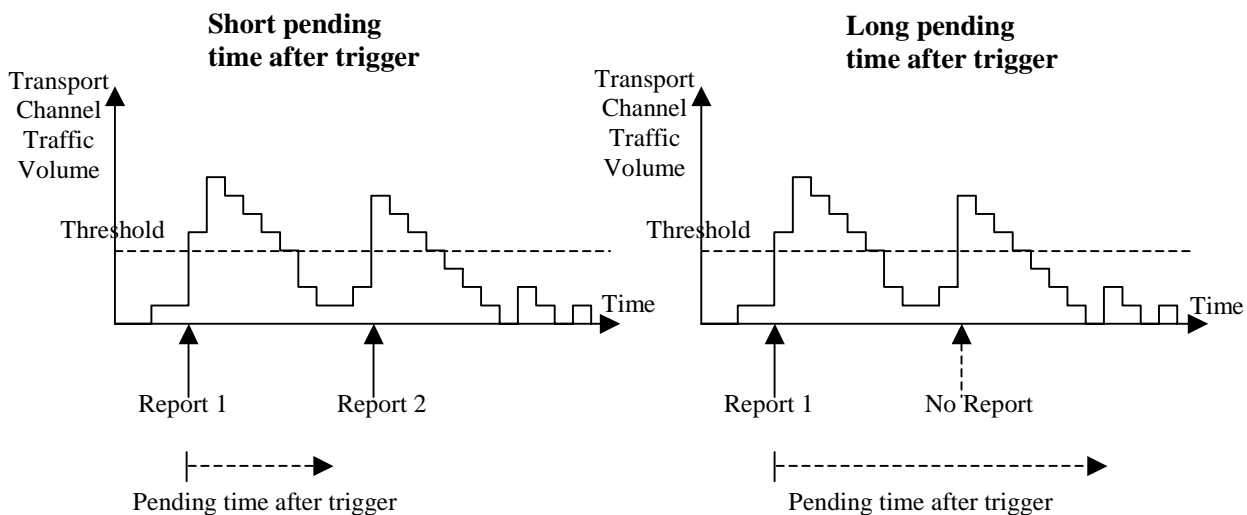 Short pending
time after trigger
Transport
Channel
Traffic
Volume
Threshold
Time
Report 1
Report 2
Pending time after trigger
Long pending
time after trigger
Transport
Channel
Traffic
Volume
Threshold
Time
Report 1
No Report
Pending time after trigger